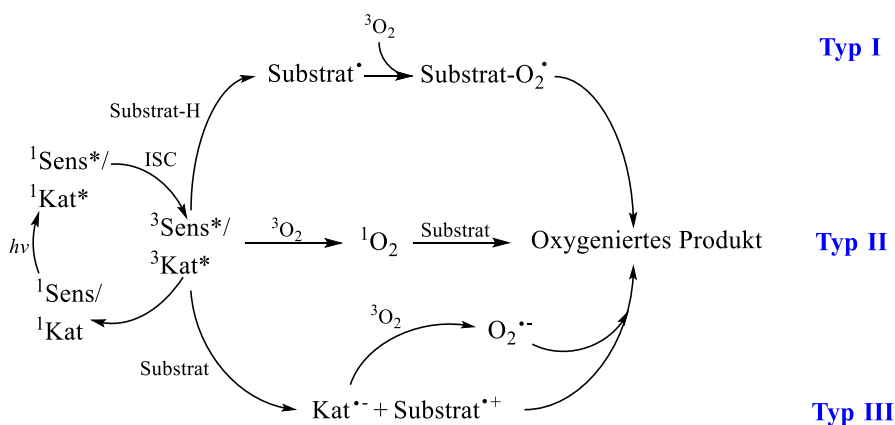 ³O₂
Typ I
Substrat• Substrat-O₂•
Substrat-H
¹Sens*/ ISC
¹Kat*
³Sens*/ ³O₂ ¹O₂ Substrat Oxygeniertes Produkt Typ II
hν
³Kat*
¹Sens/
¹Kat
³O₂ O₂•-
Substrat
Kat•- + Substrat•+ Typ III